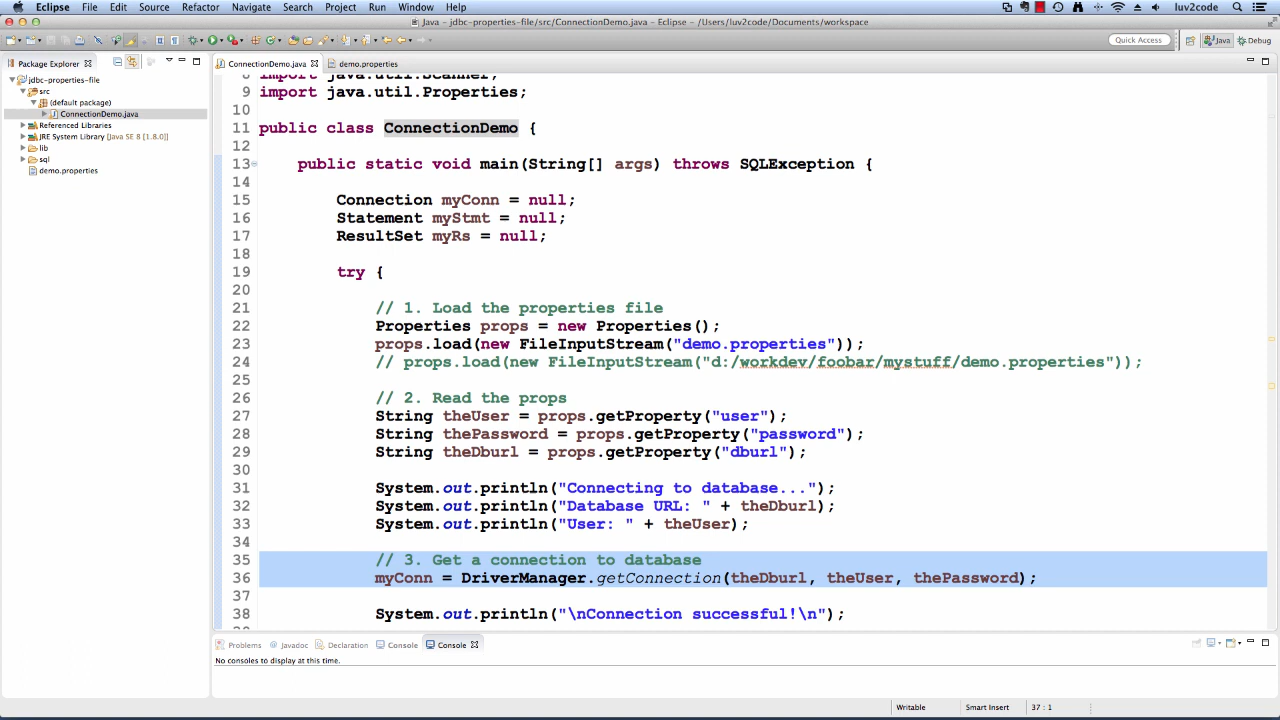 Eclipse File Edit Source Refactor Navigate Search Project Run Window Help luv2code
Java – jdbc-properties-file/src/ConnectionDemo.java – Eclipse – /Users/luv2code/Documents/workspace
Quick Access Java Debug
Package Explorer
jdbc-properties-file
src
(default package)
ConnectionDemo.java
Referenced Libraries
JRE System Library [Java SE 8 [1.8.0]]
lib
sql
demo.properties
ConnectionDemo.java demo.properties
8 import java.util.Scanner;
9 import java.util.Properties;
10
11 public class ConnectionDemo {
12
13 public static void main(String[] args) throws SQLException {
14
15 Connection myConn = null;
16 Statement myStmt = null;
17 ResultSet myRs = null;
18
19 try {
20
21 // 1. Load the properties file
22 Properties props = new Properties();
23 props.load(new FileInputStream("demo.properties"));
24 // props.load(new FileInputStream("d:/workdev/foobar/mystuff/demo.properties"));
25
26 // 2. Read the props
27 String theUser = props.getProperty("user");
28 String thePassword = props.getProperty("password");
29 String theDburl = props.getProperty("dburl");
30
31 System.out.println("Connecting to database...");
32 System.out.println("Database URL: " + theDburl);
33 System.out.println("User: " + theUser);
34
35 // 3. Get a connection to database
36 myConn = DriverManager.getConnection(theDburl, theUser, thePassword);
37
38 System.out.println("\nConnection successful!\n");
Problems Javadoc Declaration Console Console
No consoles to display at this time.
Writable Smart Insert 37 : 1